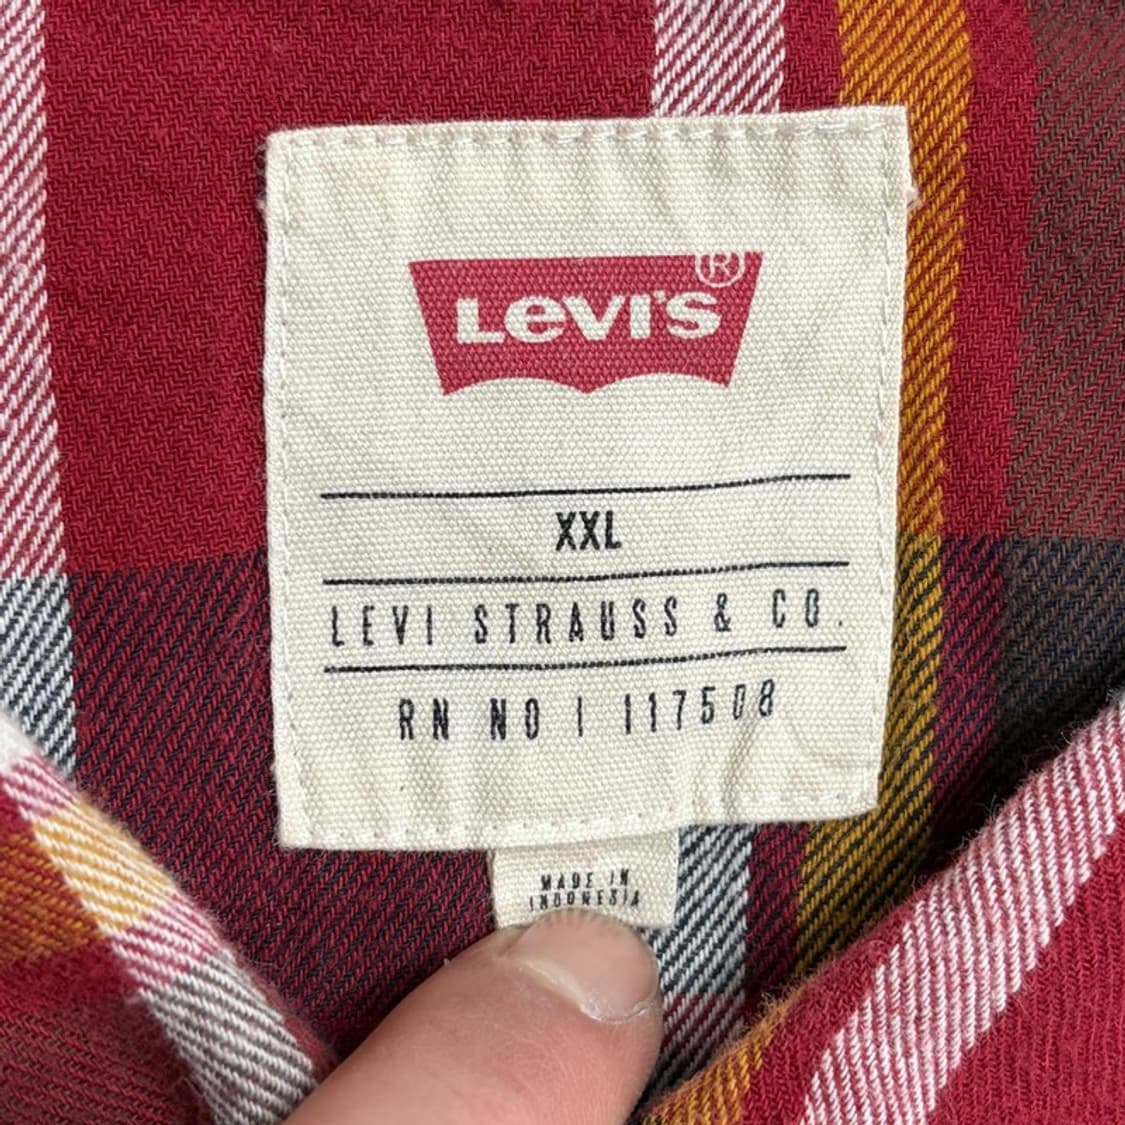 Levi's®
XXL
LEVI STRAUSS & CO.
RN NO | 117508
MADE IN
INDONESIA